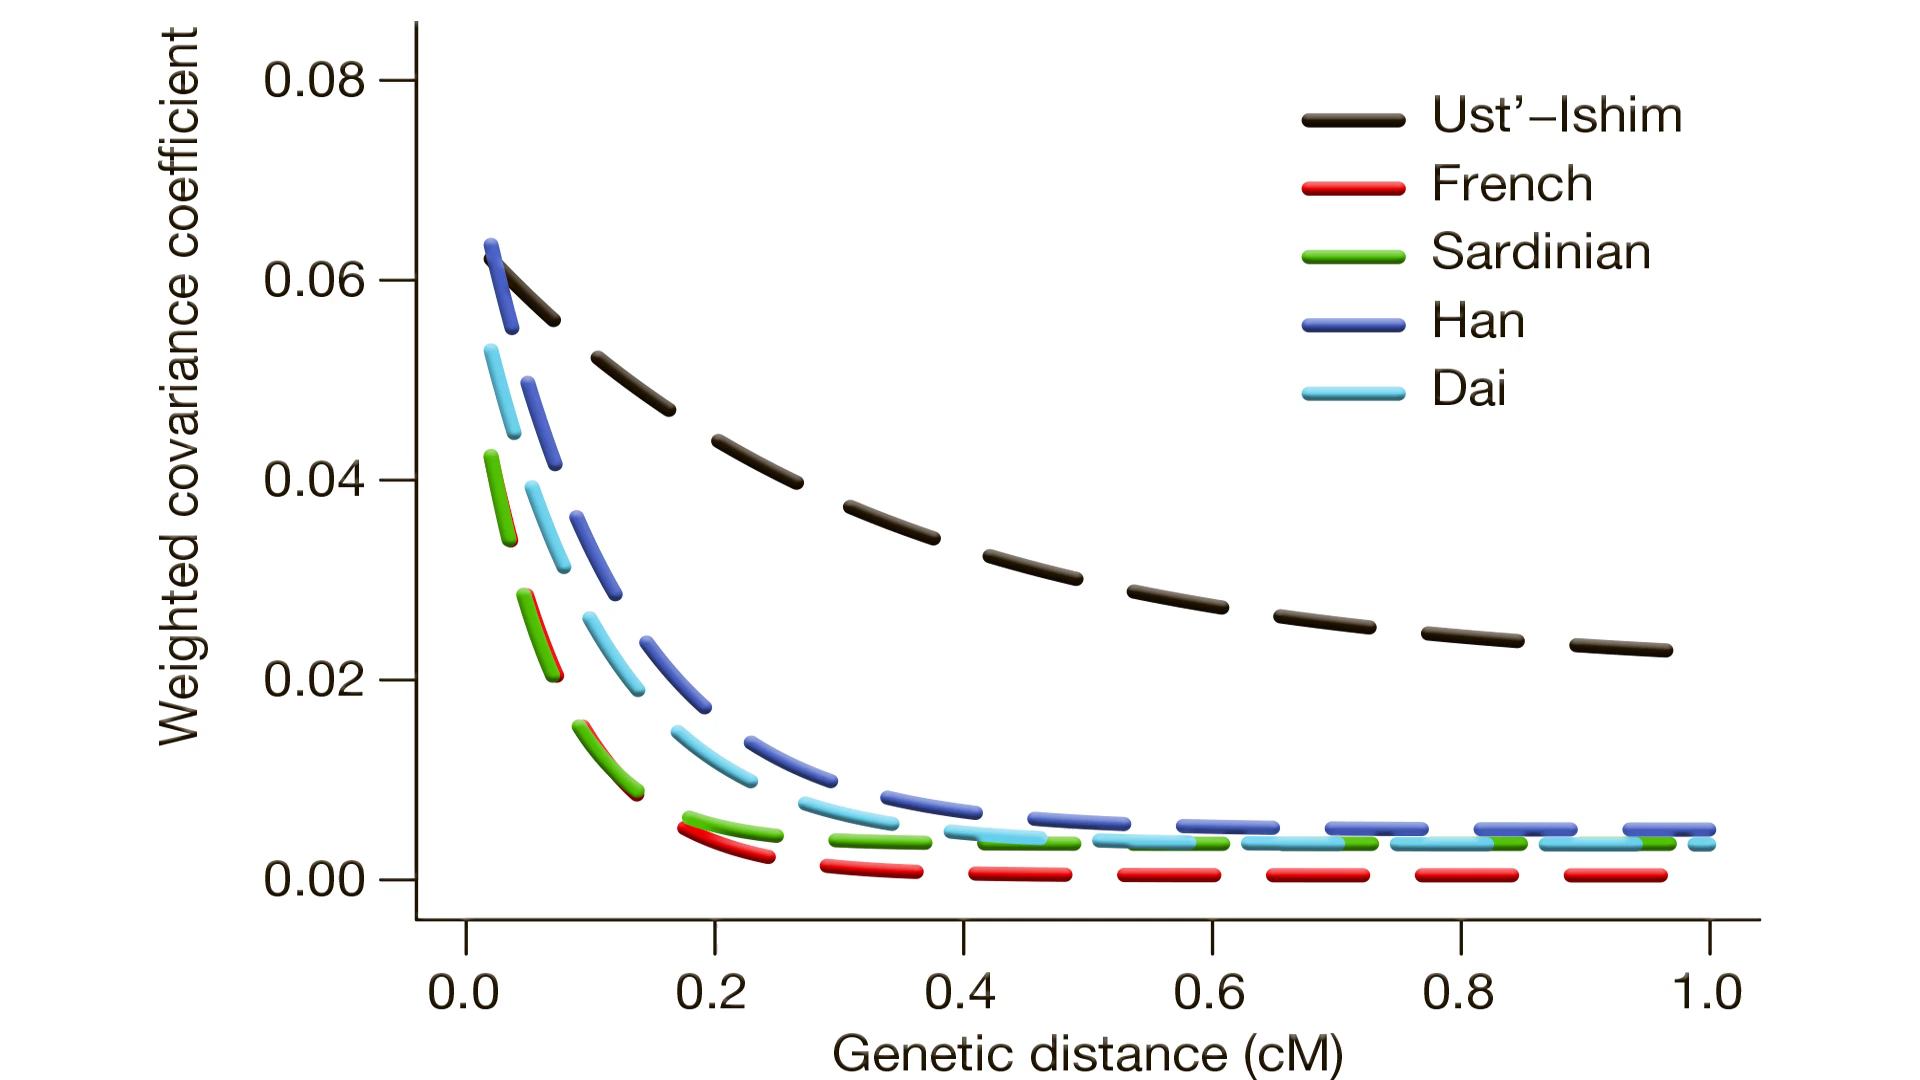 Weighted covariance coefficient
0.08
0.06
0.04
0.02
0.00
Ust’–Ishim
French
Sardinian
Han
Dai
0.0 0.2 0.4 0.6 0.8 1.0
Genetic distance (cM)